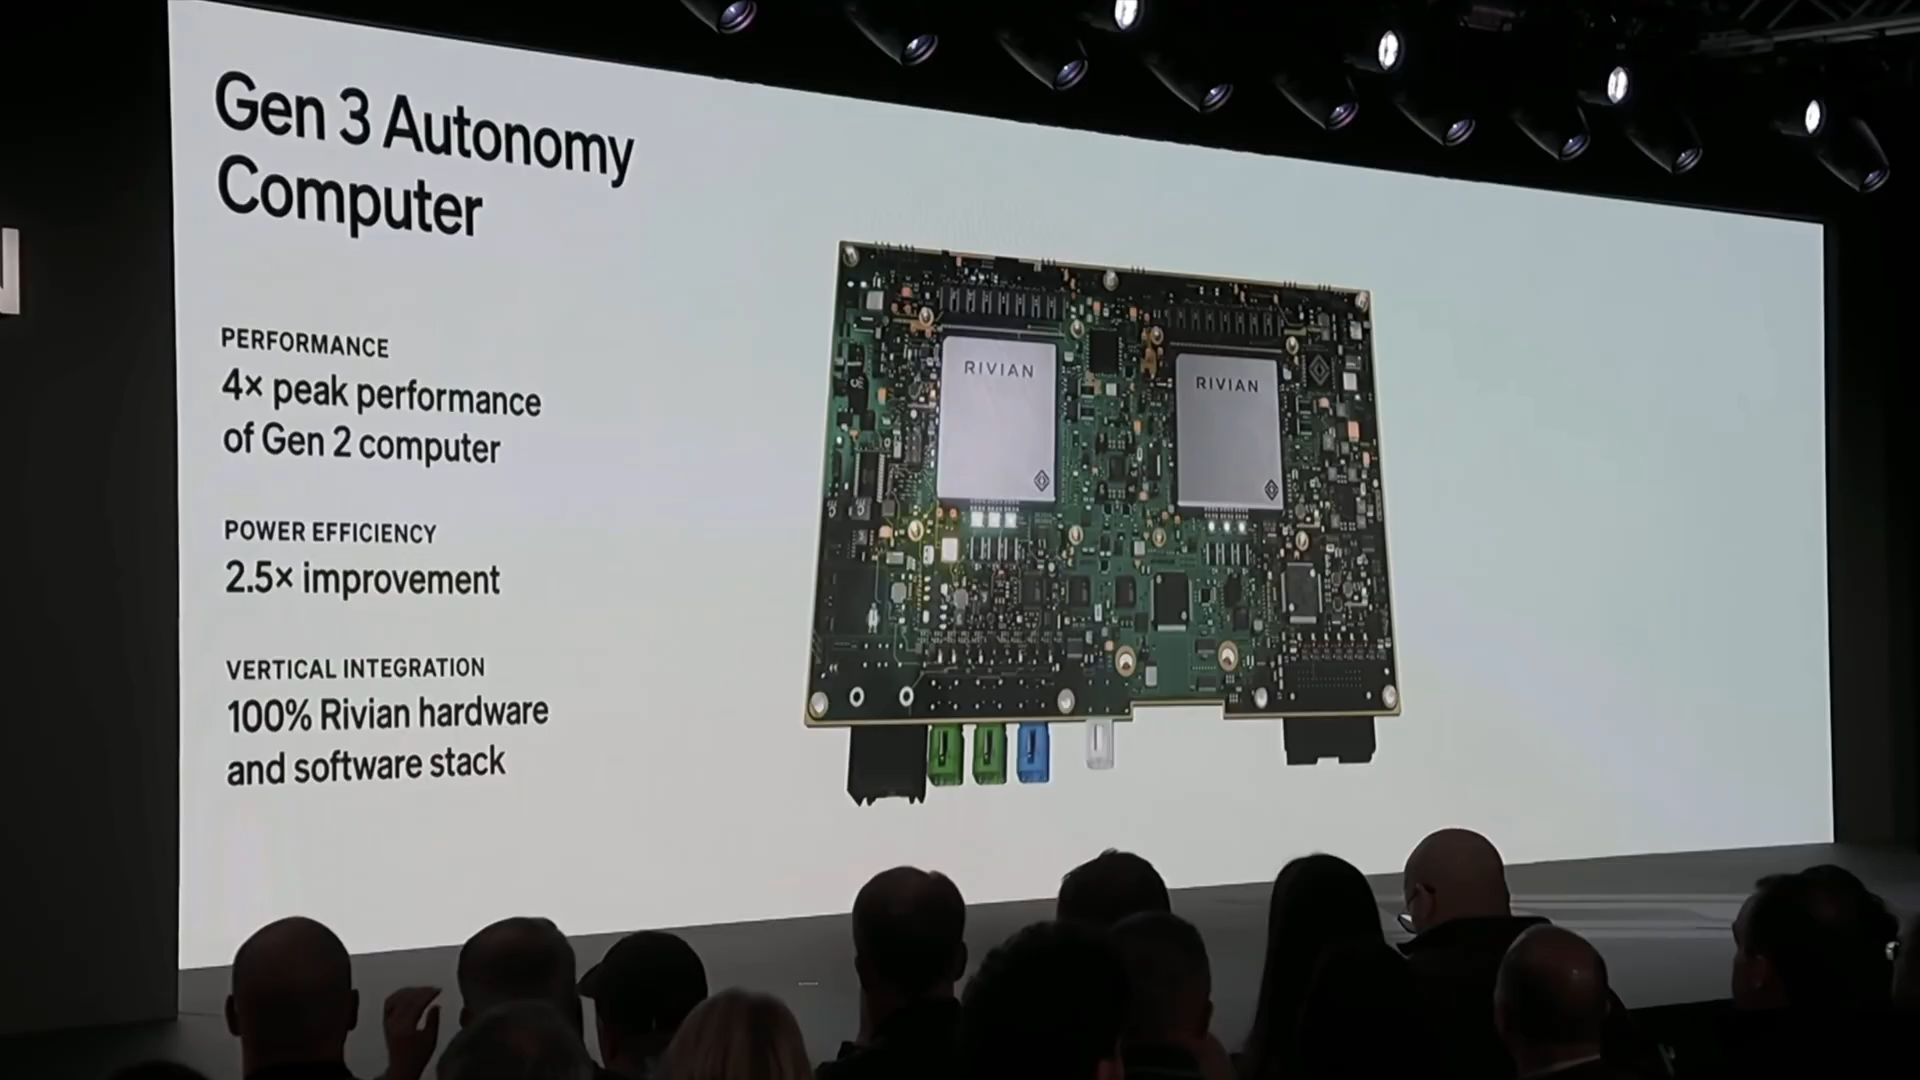 Gen 3 Autonomy
Computer
PERFORMANCE
4× peak performance
of Gen 2 computer
POWER EFFICIENCY
2.5× improvement
VERTICAL INTEGRATION
100% Rivian hardware
and software stack
RIVIAN
RIVIAN
N